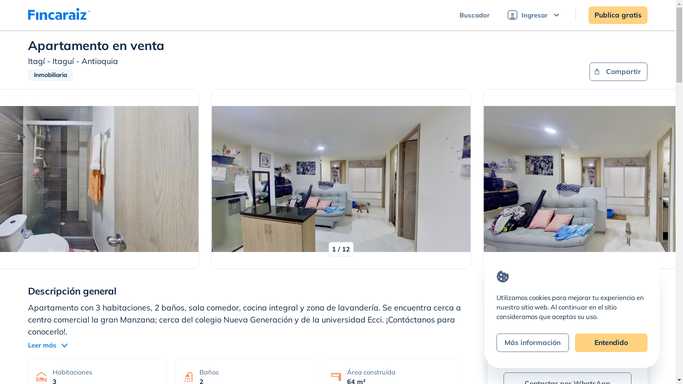 Fincaraiz
Buscador
Ingresar
Publica gratis
Apartamento en venta
Itagí - Itaguí - Antioquia
Inmobiliaria
Compartir
1 / 12
Descripción general
Apartamento con 3 habitaciones, 2 baños, sala comedor, cocina integral y zona de lavandería. Se encuentra cerca a
centro comercial la gran Manzana; cerca del colegio Nueva Generación y de la universidad Ecci. ¡Contáctanos para
conocerlo!.
Leer más
Habitaciones
3
Baños
2
Área construida
64 m²
Utilizamos cookies para mejorar tu experiencia en
nuestro sitio web. Al continuar en el sitio
consideramos que aceptas su uso.
Más información
Entendido
Contactar por WhatsApp